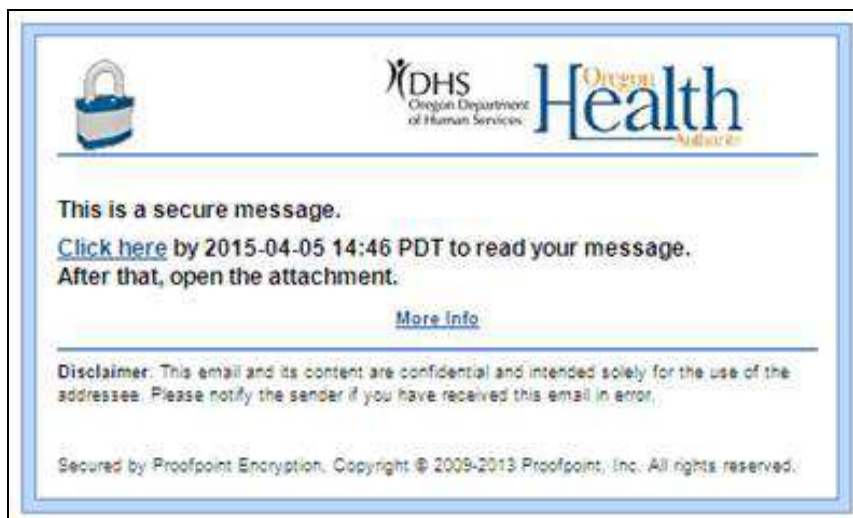 DHS
Oregon Department
of Human Services
Oregon
Health
Authority
This is a secure message.
Click here by 2015-04-05 14:46 PDT to read your message.
After that, open the attachment.
More Info
Disclaimer: This email and its content are confidential and intended solely for the use of the
addressee. Please notify the sender if you have received this email in error.
Secured by Proofpoint Encryption, Copyright © 2009-2013 Proofpoint, Inc. All rights reserved.